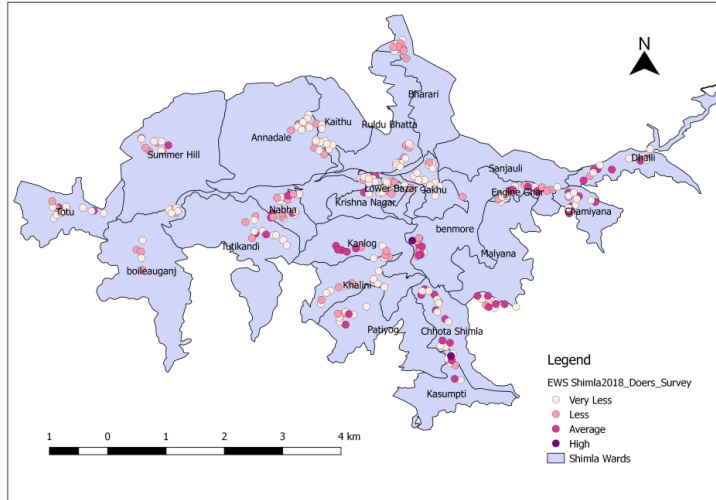 N
Bharari
Kaithu
Ruldu Bhatta
Annadale
Summer Hill
Dhalli
Sanjauli
Engine Ghar
Lower Bazar
Jakhu
Krishna Nagar
Chamiyana
Totu
Nabha
benmore
Tutikandi
Kanlog
Malyana
boileauganj
Khalini
Patiyog
Chhota Shimla
Kasumpti
Legend
EWS Shimla2018_Doers_Survey
Very Less
Less
Average
High
Shimla Wards
1 0 1 2 3 4 km